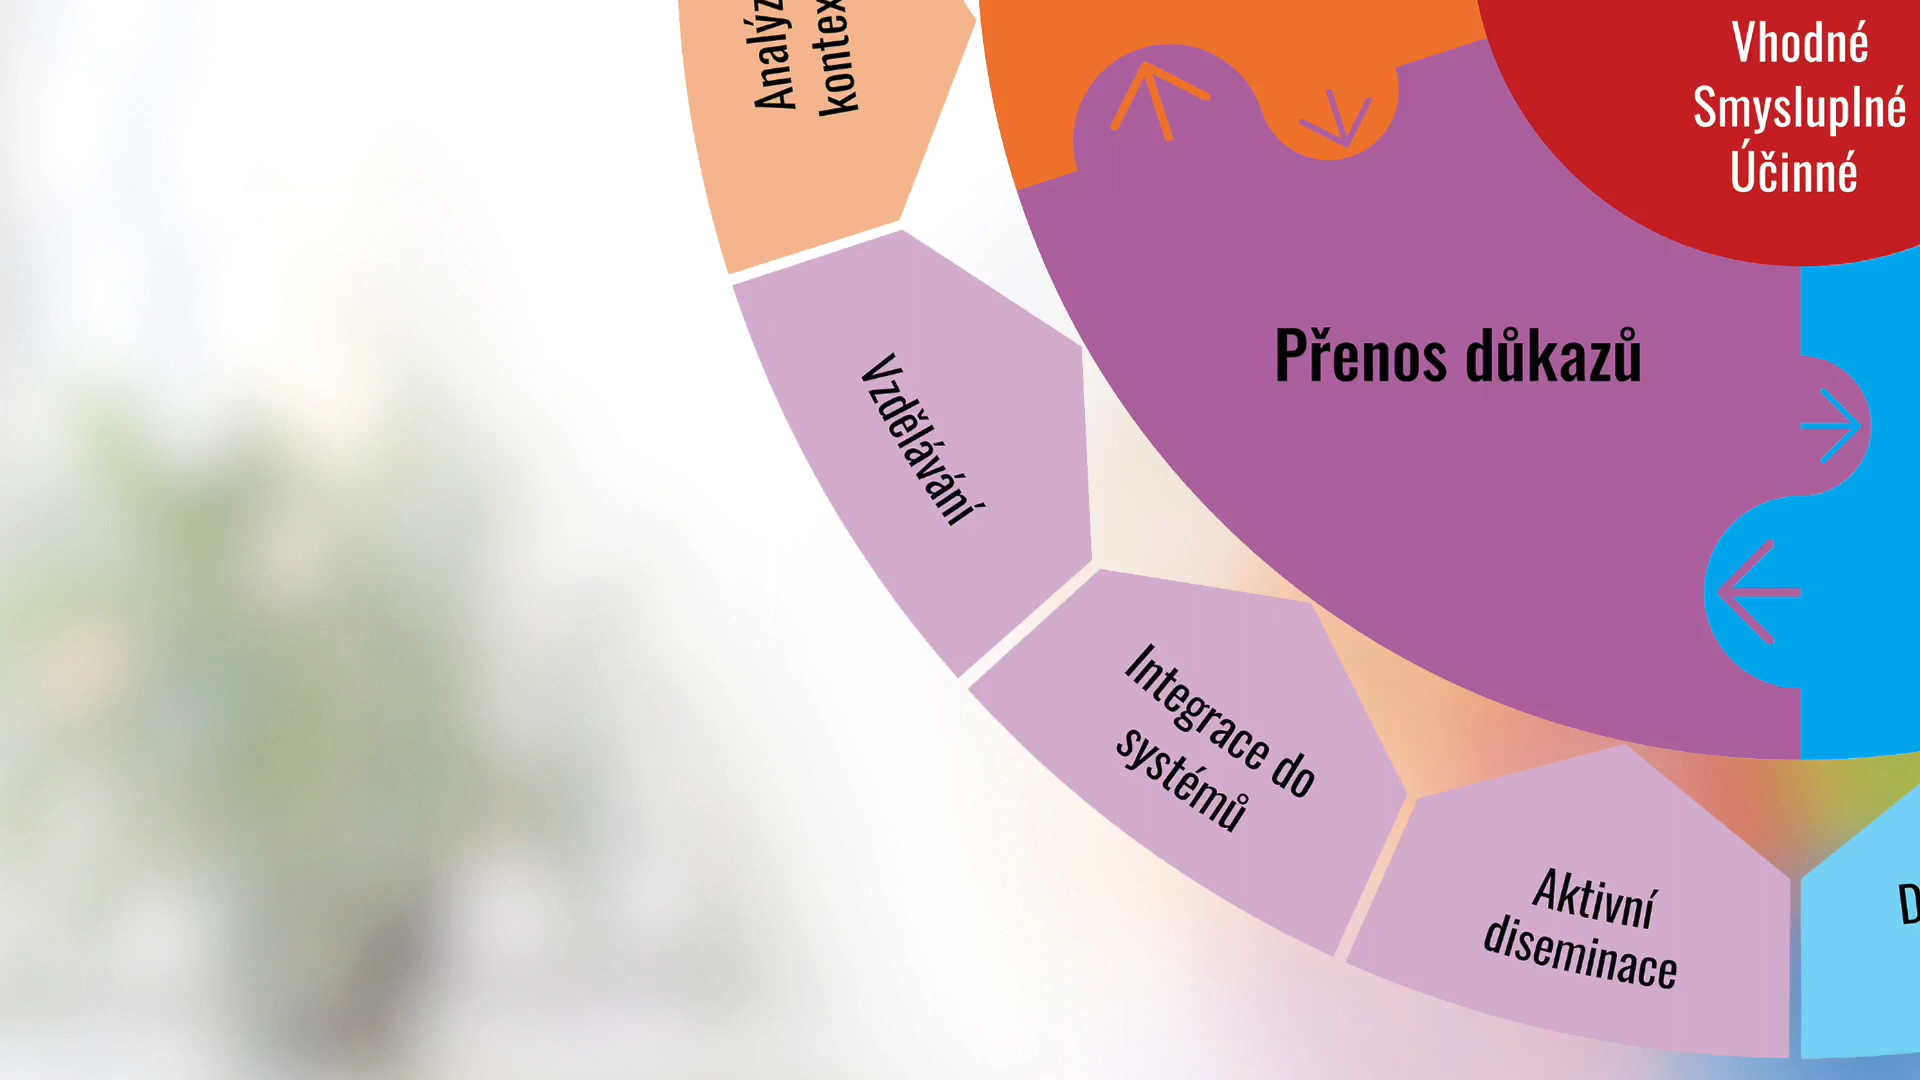 Vhodné
Smysluplné
Účinné
Přenos důkazů
Vzdělávání
Integrace do
systémů
Aktivní
diseminace